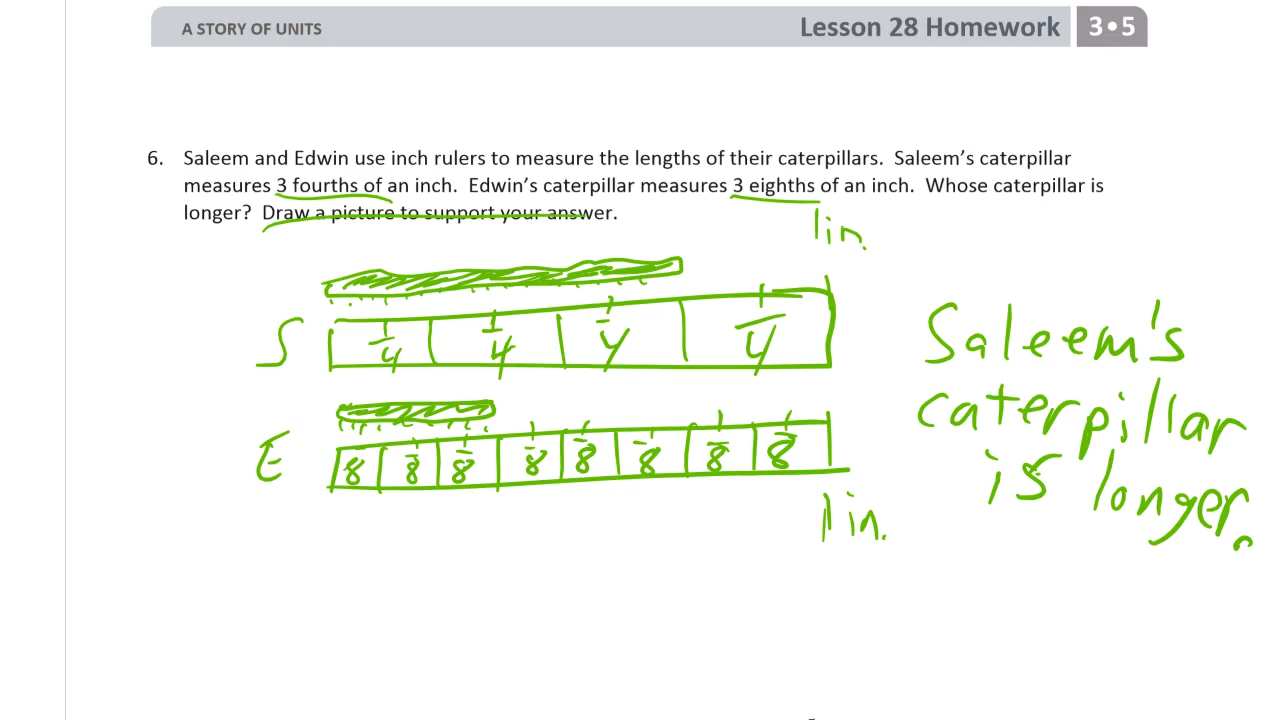 A STORY OF UNITS
Lesson 28 Homework 3•5
6. Saleem and Edwin use inch rulers to measure the lengths of their caterpillars. Saleem’s caterpillar
measures 3 fourths of an inch. Edwin’s caterpillar measures 3 eighths of an inch. Whose caterpillar is
longer? Draw a picture to support your answer.
1 in.
S 1/4 1/4 1/4 1/4
E 8 1/8 1/8 1/8 1/8 1/8 1/8 1/8
1 in.
Saleem's
caterpillar
is longer.